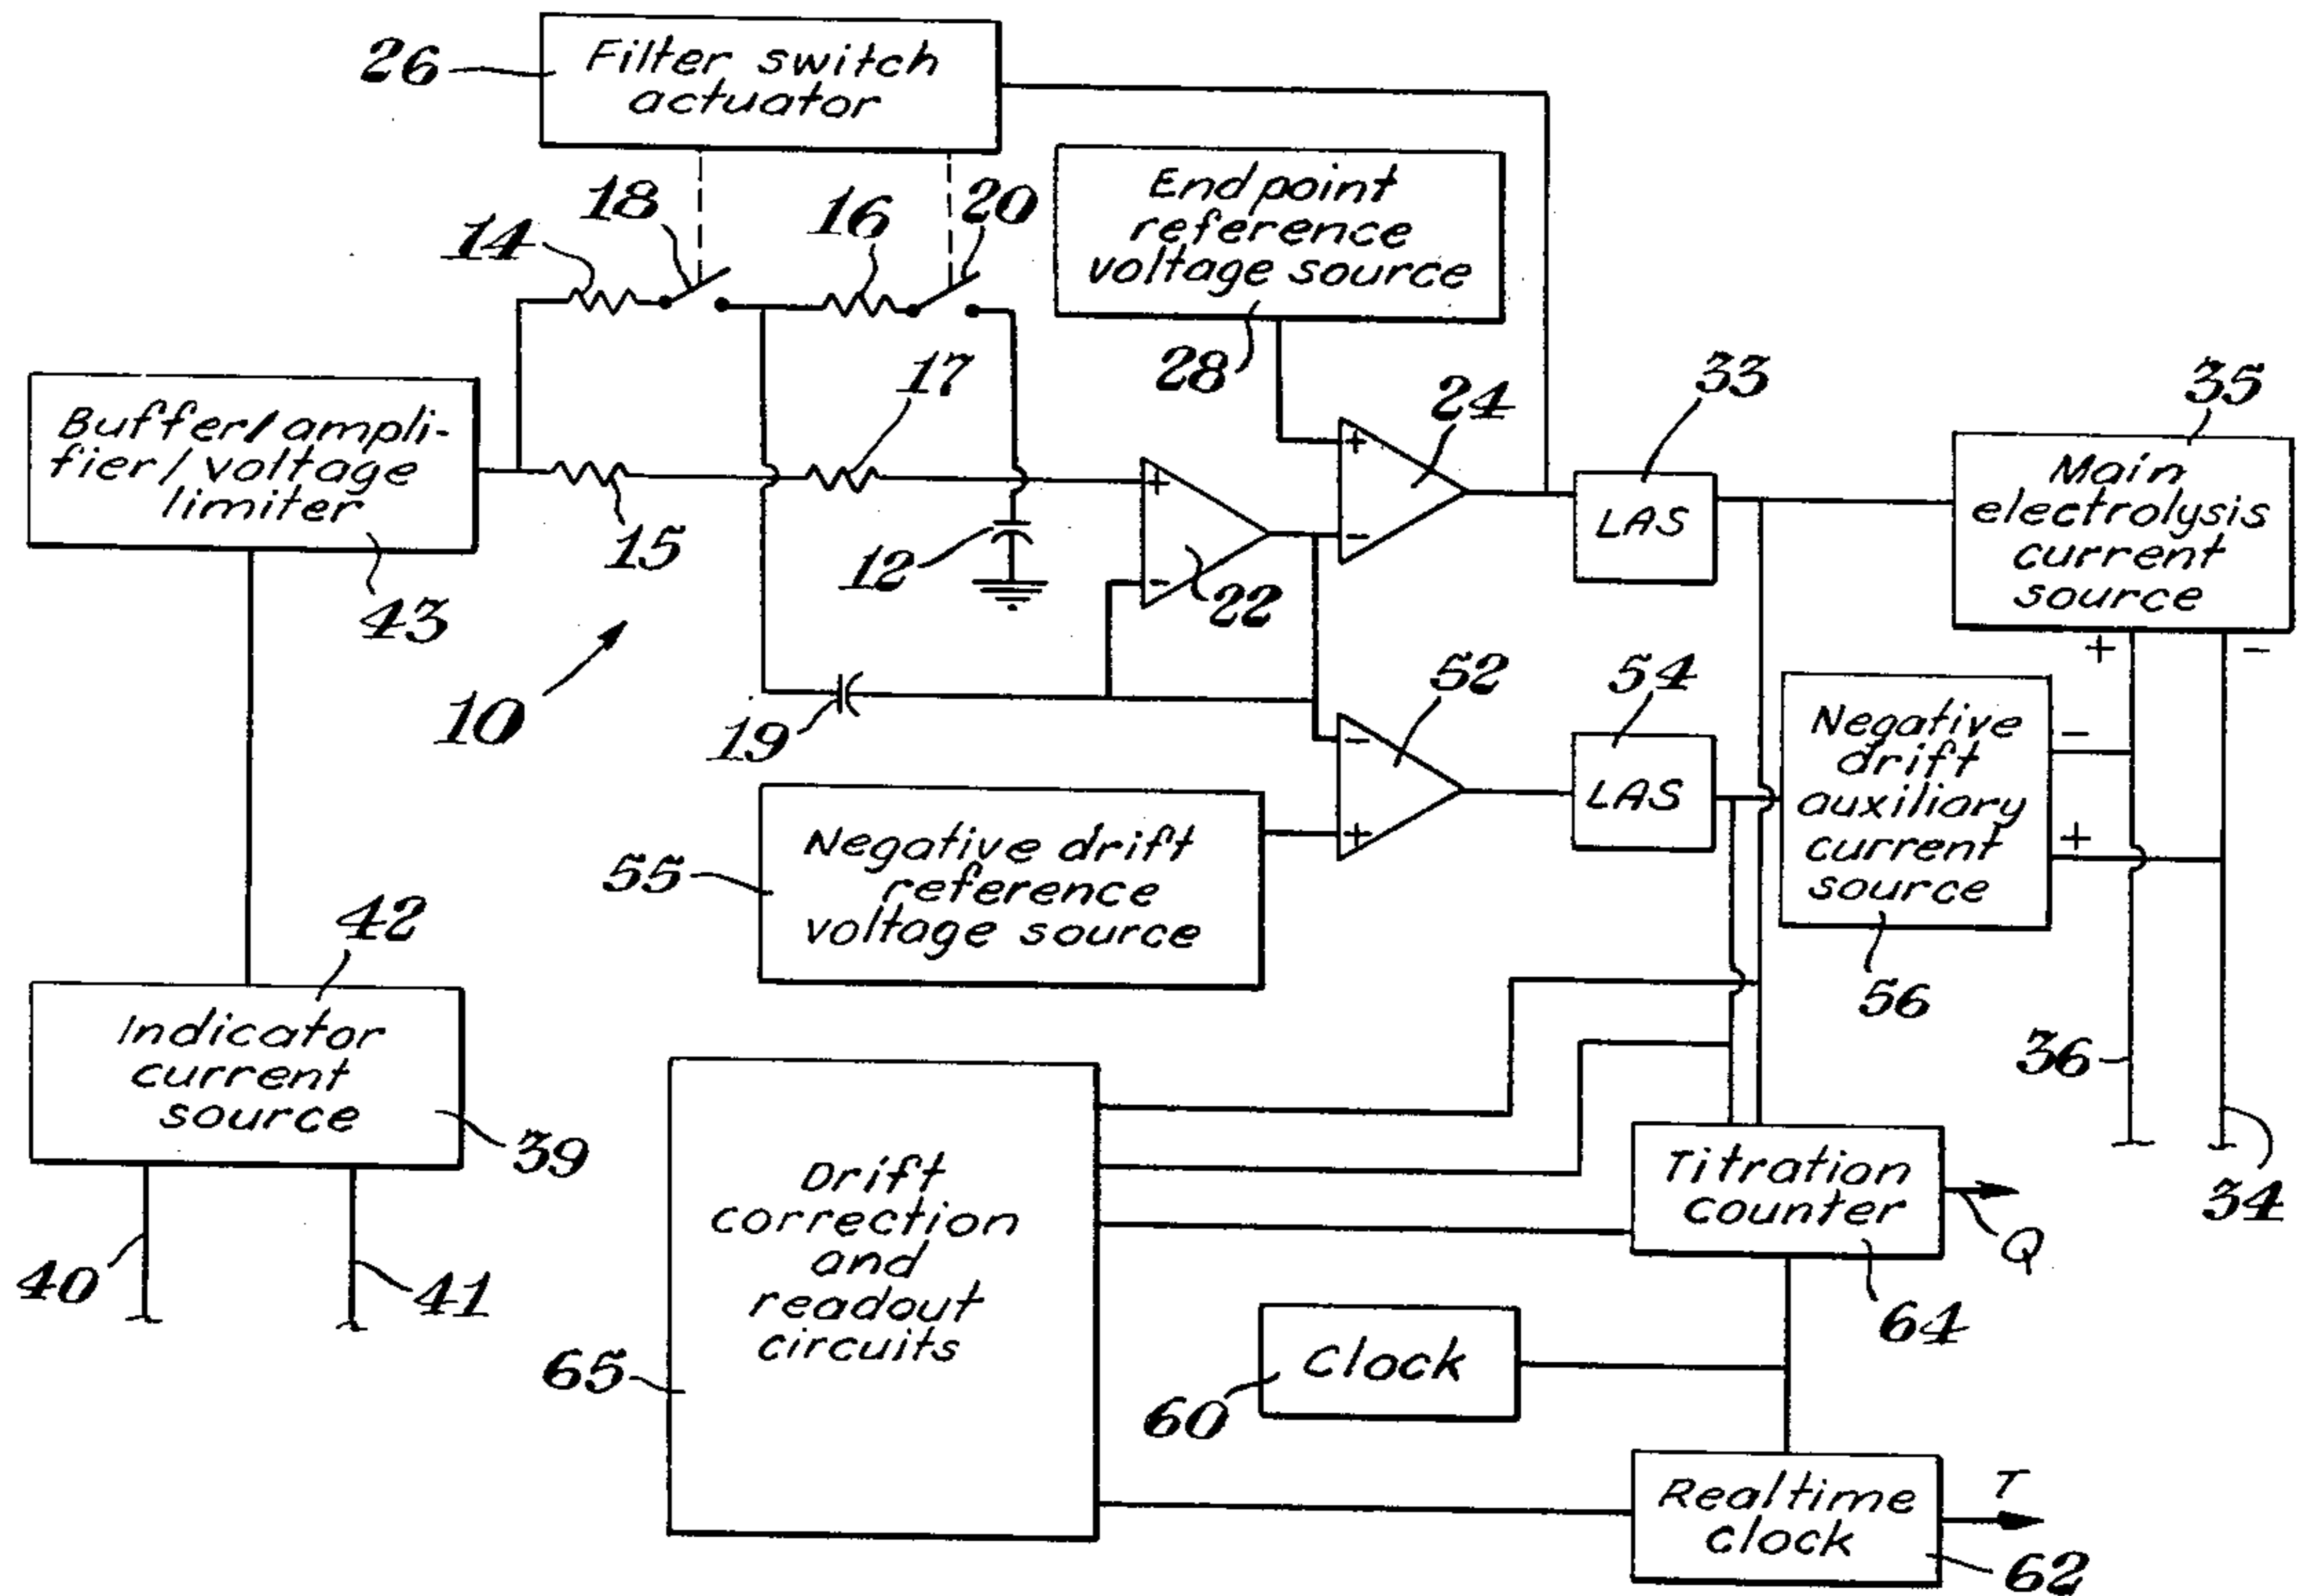 26
Filter switch
actuator
14
18
16
20
Endpoint
reference
voltage source
28
17
24
33
35
Buffer/ampli-
fier/voltage
limiter
43
15
12
+
-
22
+
-
LAS
Main
electrolysis
current
source
+
-
10
19
52
54
-
+
LAS
Negative
drift
auxiliary
current
source
-
+
56
55
Negative drift
reference
voltage source
42
Indicator
current
source
39
40
41
36
34
Drift
correction
and
readout
circuits
65
Titration
counter
Q
64
Clock
60
Realtime
clock
T
62